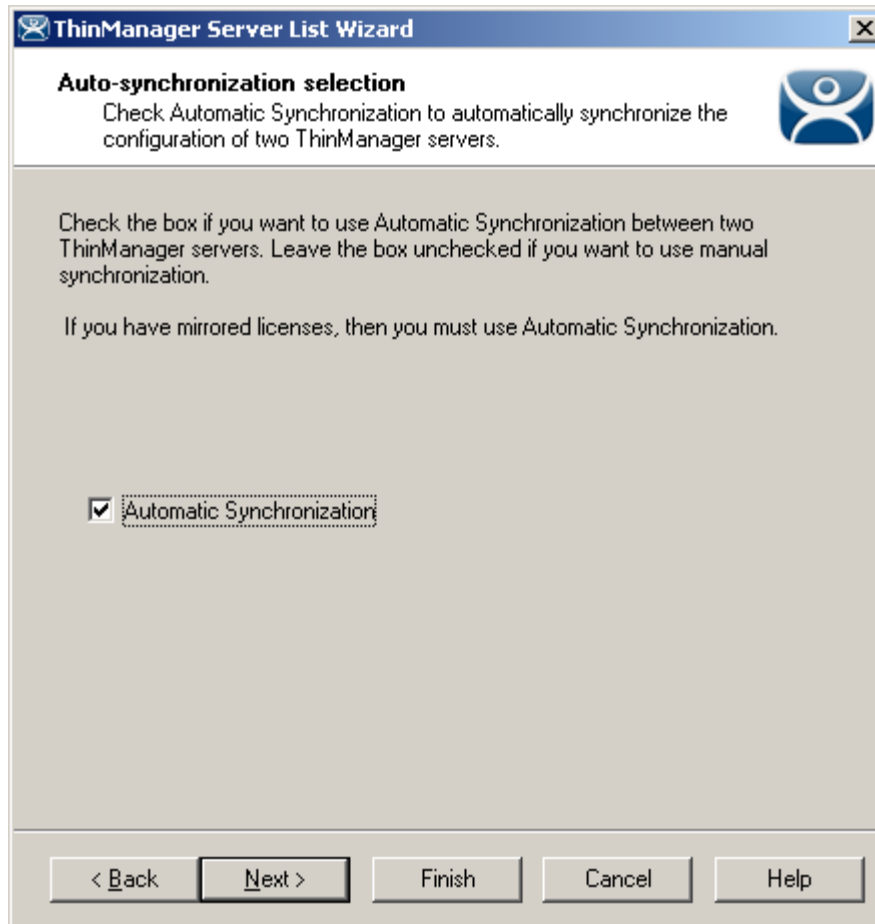 ThinManager Server List Wizard
Auto-synchronization selection
Check Automatic Synchronization to automatically synchronize the
configuration of two ThinManager servers.
Check the box if you want to use Automatic Synchronization between two
ThinManager servers. Leave the box unchecked if you want to use manual
synchronization.
If you have mirrored licenses, then you must use Automatic Synchronization.
Automatic Synchronization
< Back Next > Finish Cancel Help